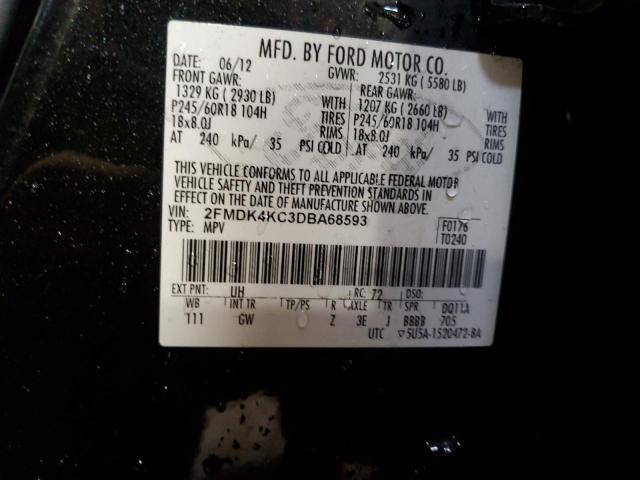 MFD. BY FORD MOTOR CO.
DATE: 06/12 GVWR: 2531 KG ( 5580 LB)
FRONT GAWR: REAR GAWR:
1329 KG ( 2930 LB) WITH 1207 KG ( 2660 LB) WITH
P245/60R18 104H TIRES P245/60R18 104H TIRES
18x8.0J RIMS 18x8.0J RIMS
AT 240 kPa/ 35 PSI COLD AT 240 kPa/ 35 PSI COLD
THIS VEHICLE CONFORMS TO ALL APPLICABLE FEDERAL MOTOR
VEHICLE SAFETY AND THEFT PREVENTION STANDARDS IN
EFFECT ON THE DATE OF MANUFACTURE SHOWN ABOVE.
VIN: 2FMDK4KC3DBA68593 F0176
TYPE: MPV T0240
EXT PNT: UH RC: 72 DSO:
WB INT TR TP/PS R AXLE TR SPR DQ11A
111 GW Z 3E J BBBB 705
UTC ▽5U5A-1520472-BA